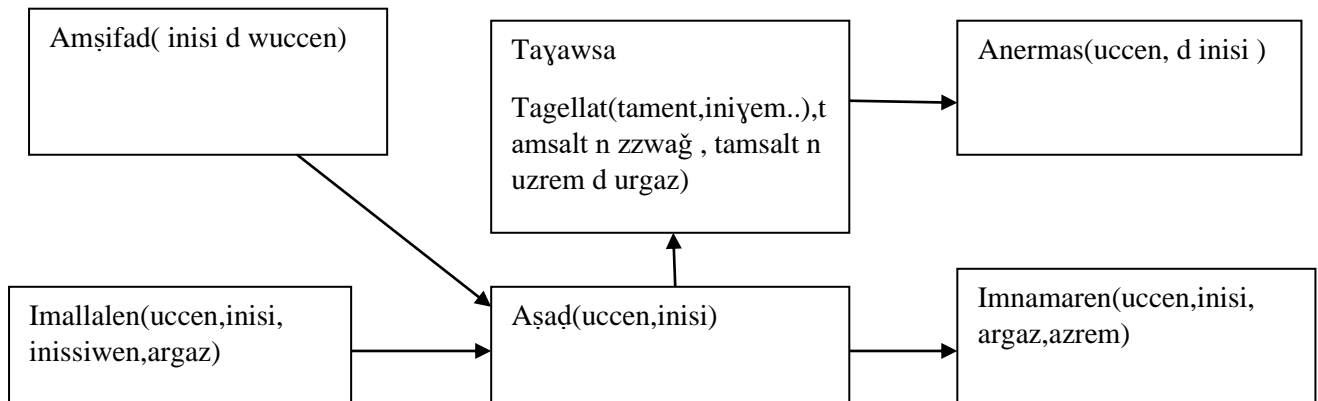 Amṣifad( inisi d wuccen)
Taɣawsa
Tagellat(tament,iniɣem..),t
amsalt n zzwağ , tamsalt n
uzrem d urgaz)
Anermas(uccen, d inisi )
Imallalen(uccen,inisi,
inissiwen,argaz)
Aṣaḍ(uccen,inisi)
Imnamaren(uccen,inisi,
argaz,azrem)